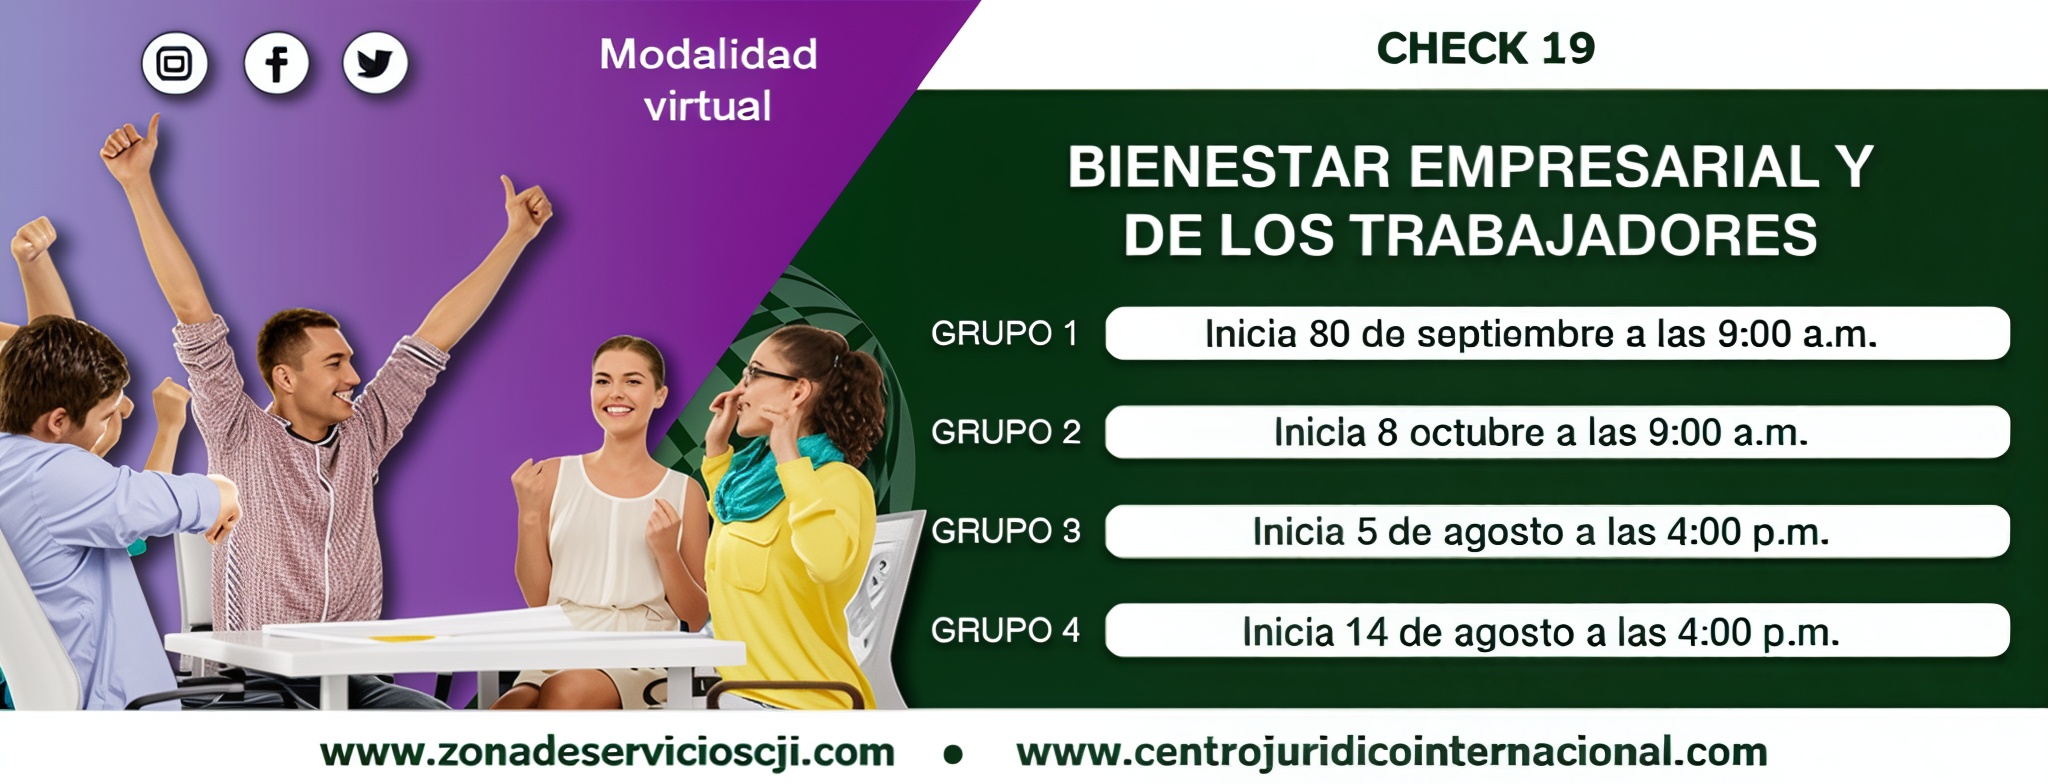 Modalidad
virtual
CHECK 19
BIENESTAR EMPRESARIAL Y
DE LOS TRABAJADORES
GRUPO 1 Inicia 80 de septiembre a las 9:00 a.m.
GRUPO 2 Inicia 8 octubre a las 9:00 a.m.
GRUPO 3 Inicia 5 de agosto a las 4:00 p.m.
GRUPO 4 Inicia 14 de agosto a las 4:00 p.m.
www.zonadeservicioscji.com • www.centrojuridicointernacional.com